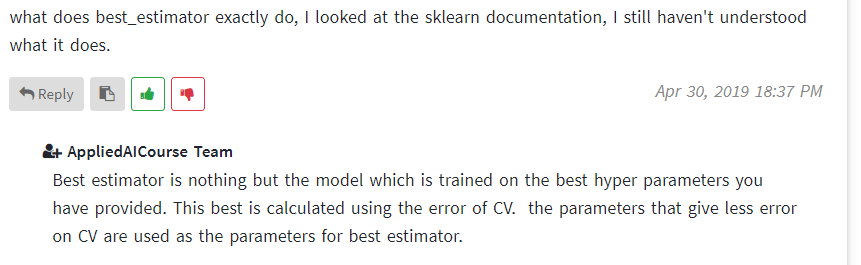 what does best_estimator exactly do, I looked at the sklearn documentation, I still haven't understood
what it does.
Reply
Apr 30, 2019 18:37 PM
AppliedAICourse Team
Best estimator is nothing but the model which is trained on the best hyper parameters you
have provided. This best is calculated using the error of CV.  the parameters that give less error
on CV are used as the parameters for best estimator.